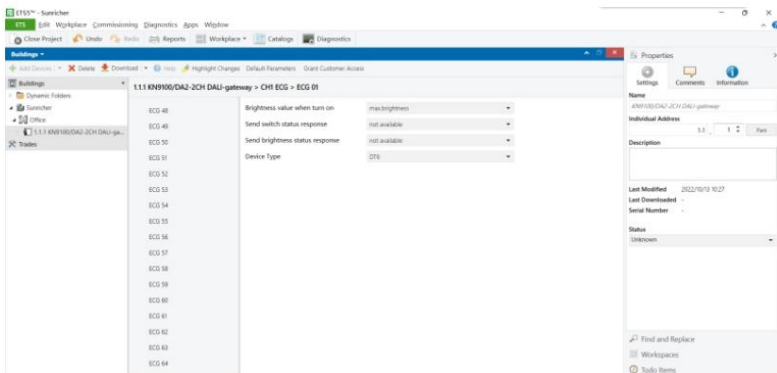 ETS5™ - Sunricher
ETS Edit Workplace Commissioning Diagnostics Apps Window
Close Project Undo Redo Reports Workplace Catalogs Diagnostics
Buildings
Add Devices Delete Download Help Highlight Changes Default Parameters Grant Customer Access
Buildings
Dynamic Folders
Sunricher
Office
1.1.1 KN9100/DA2-2CH DALI-ga...
Trades
1.1.1 KN9100/DA2-2CH DALI-gateway > CH1 ECG > ECG 01
ECG 48
ECG 49
ECG 50
ECG 51
ECG 52
ECG 53
ECG 54
ECG 55
ECG 56
ECG 57
ECG 58
ECG 59
ECG 60
ECG 61
ECG 62
ECG 63
ECG 64
Brightness value when turn on max.brightness
Send switch status response not available
Send brightness status response not available
Device Type DT6
Properties
Settings Comments Information
Name
KN9100/DA2-2CH DALI-gateway
Individual Address
1.1 . 1 Park
Description
Last Modified 2022/10/13 10:27
Last Downloaded -
Serial Number -
Status
Unknown
Find and Replace
Workspaces
Todo Items